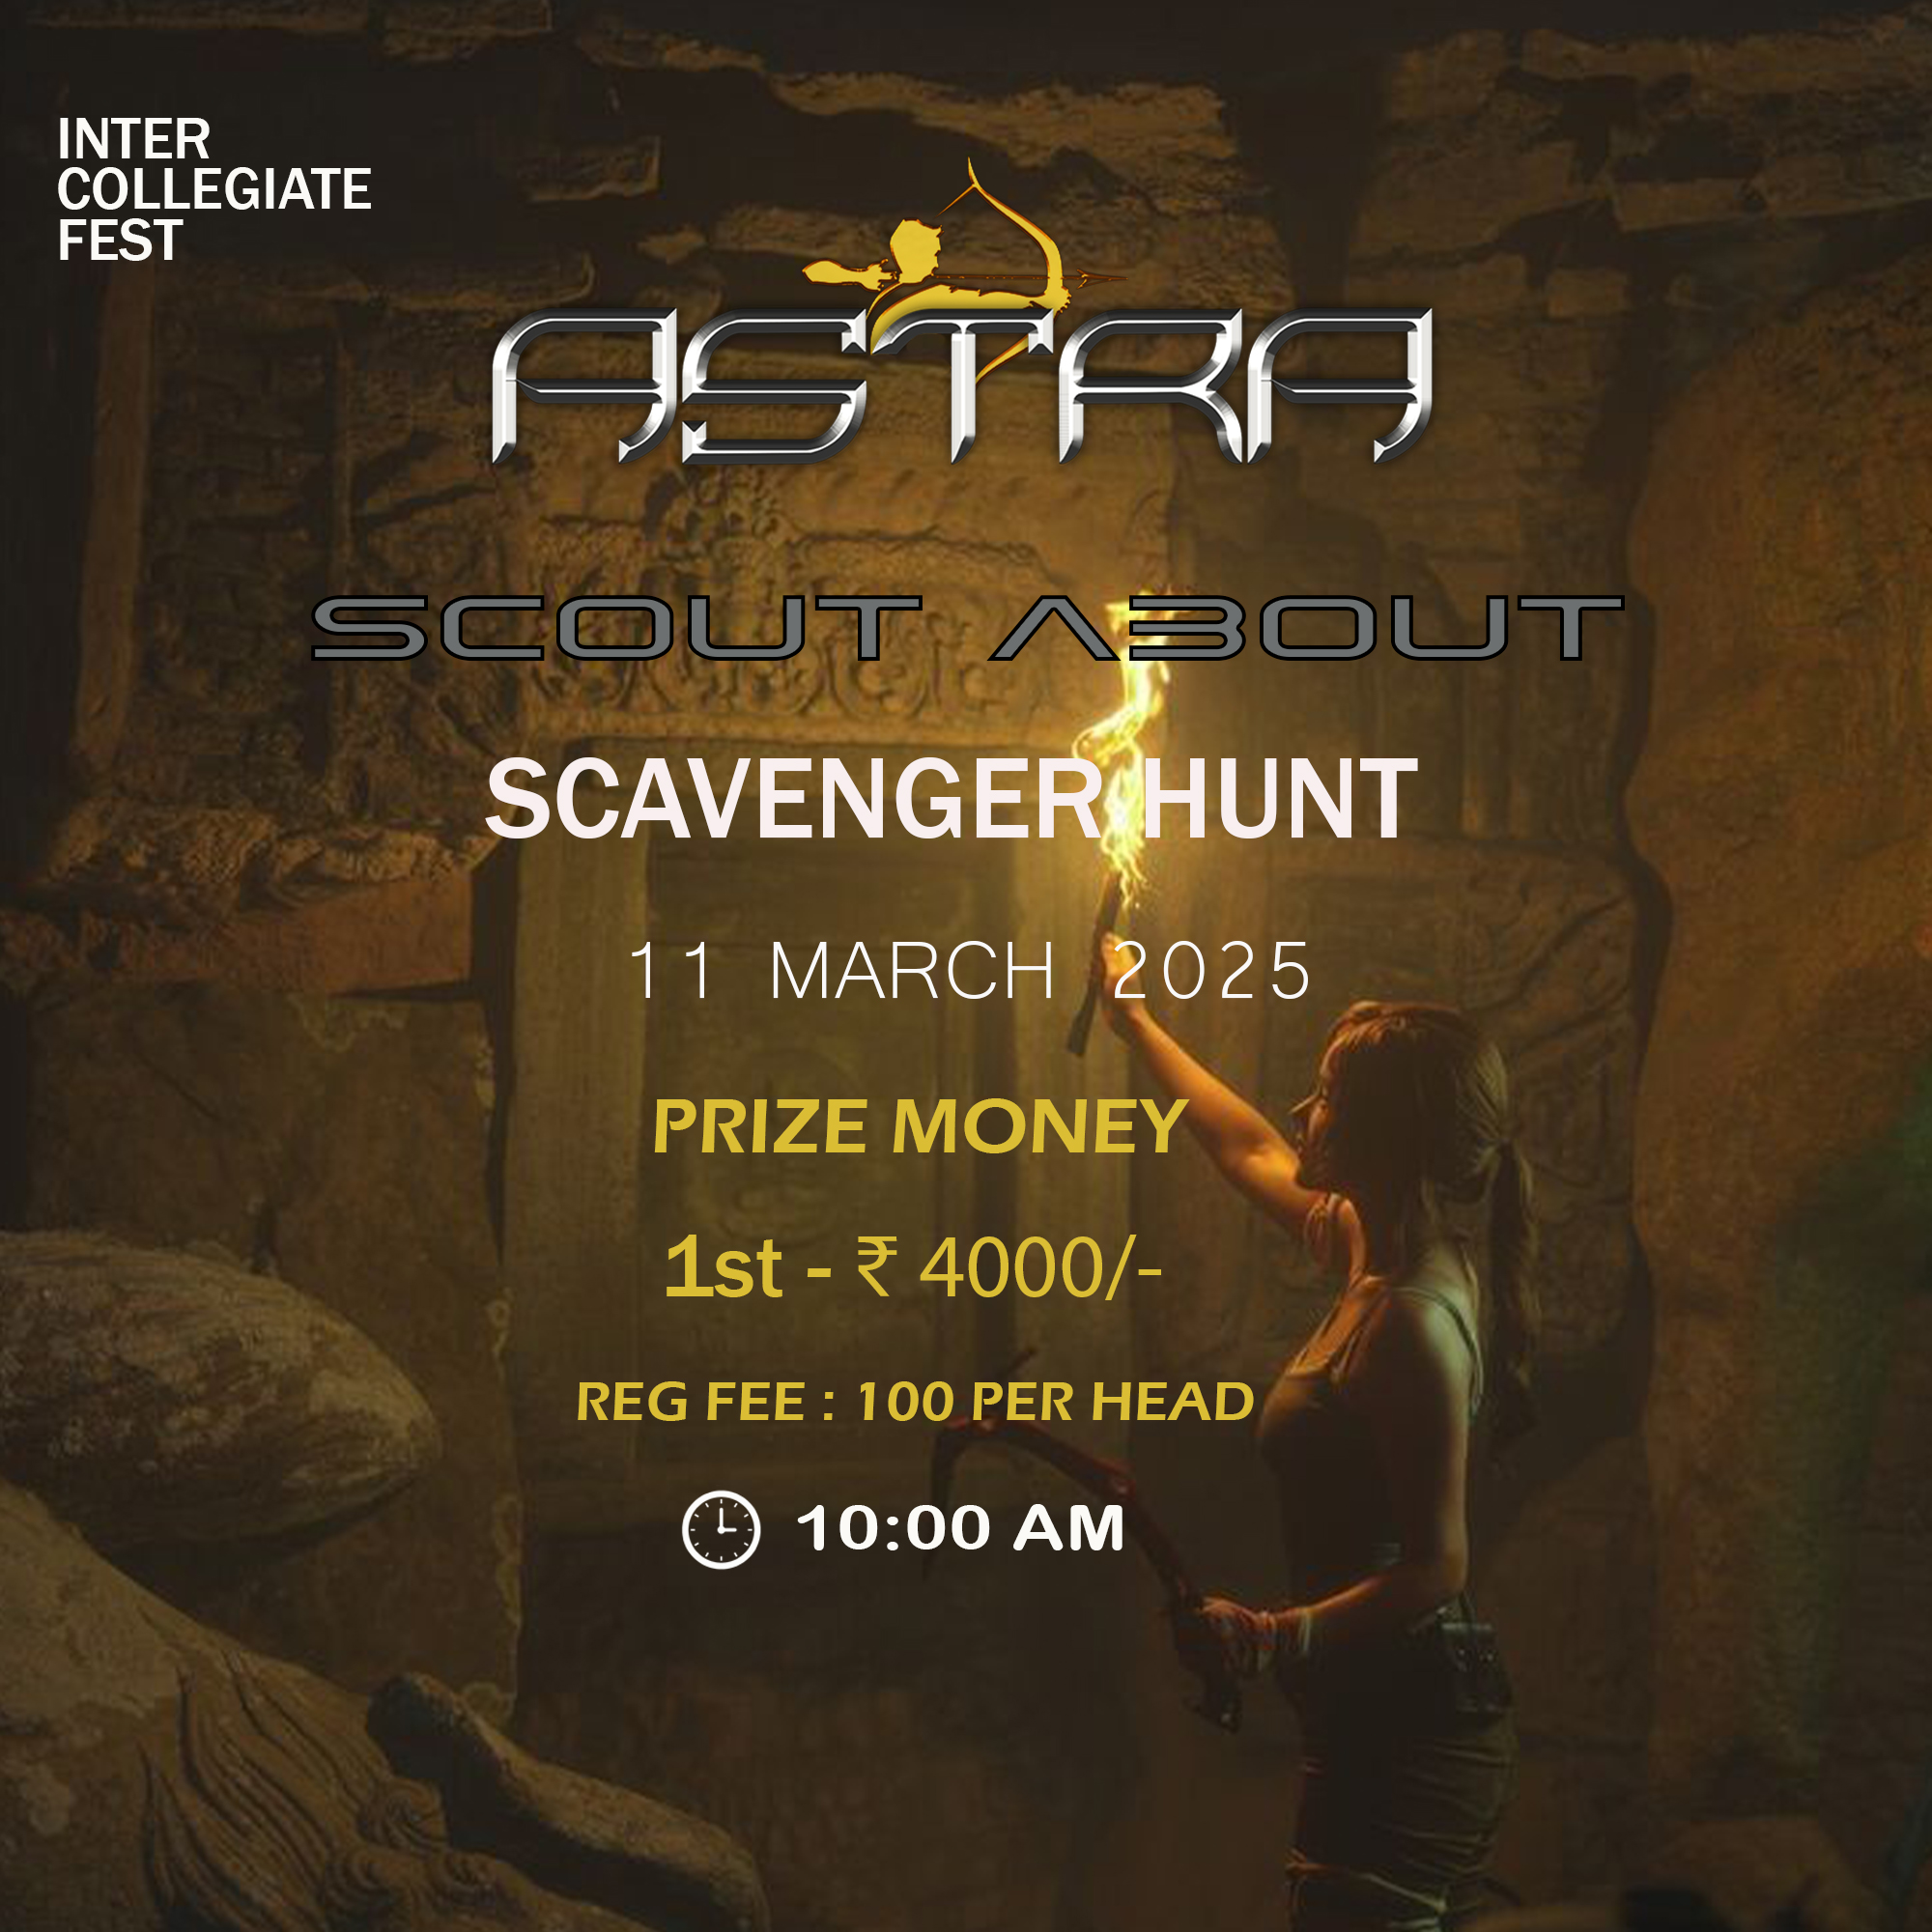 INTER
COLLEGIATE
FEST
ASTRA
SCOUT ABOUT
SCAVENGER HUNT
11 MARCH 2025
PRIZE MONEY
1st - ₹ 4000/-
REG FEE : 100 PER HEAD
10:00 AM